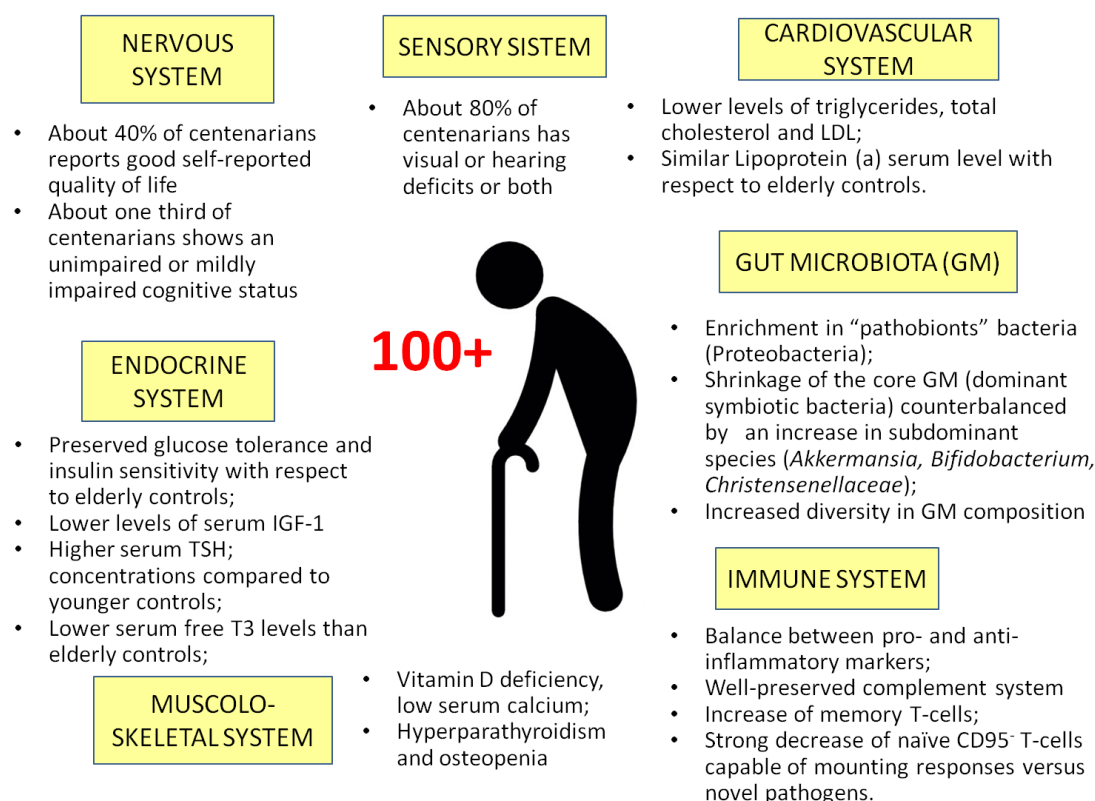 NERVOUS
SYSTEM
• About 40% of centenarians
reports good self-reported
quality of life
• About one third of
centenarians shows an
unimpaired or mildly
impaired cognitive status
SENSORY SISTEM
• About 80% of
centenarians has
visual or hearing
deficits or both
CARDIOVASCULAR
SYSTEM
• Lower levels of triglycerides, total
cholesterol and LDL;
• Similar Lipoprotein (a) serum level with
respect to elderly controls.
100+
GUT MICROBIOTA (GM)
• Enrichment in “pathobionts” bacteria
(Proteobacteria);
• Shrinkage of the core GM (dominant
symbiotic bacteria) counterbalanced
by an increase in subdominant
species (Akkermansia, Bifidobacterium,
Christensenellaceae);
• Increased diversity in GM composition
ENDOCRINE
SYSTEM
• Preserved glucose tolerance and
insulin sensitivity with respect
to elderly controls;
• Lower levels of serum IGF-1
• Higher serum TSH;
concentrations compared to
younger controls;
• Lower serum free T3 levels than
elderly controls;
IMMUNE SYSTEM
• Balance between pro- and anti-
inflammatory markers;
• Well-preserved complement system
• Increase of memory T-cells;
• Strong decrease of naïve CD95⁻ T-cells
capable of mounting responses versus
novel pathogens.
MUSCOLO-
SKELETAL SYSTEM
• Vitamin D deficiency,
low serum calcium;
• Hyperparathyroidism
and osteopenia